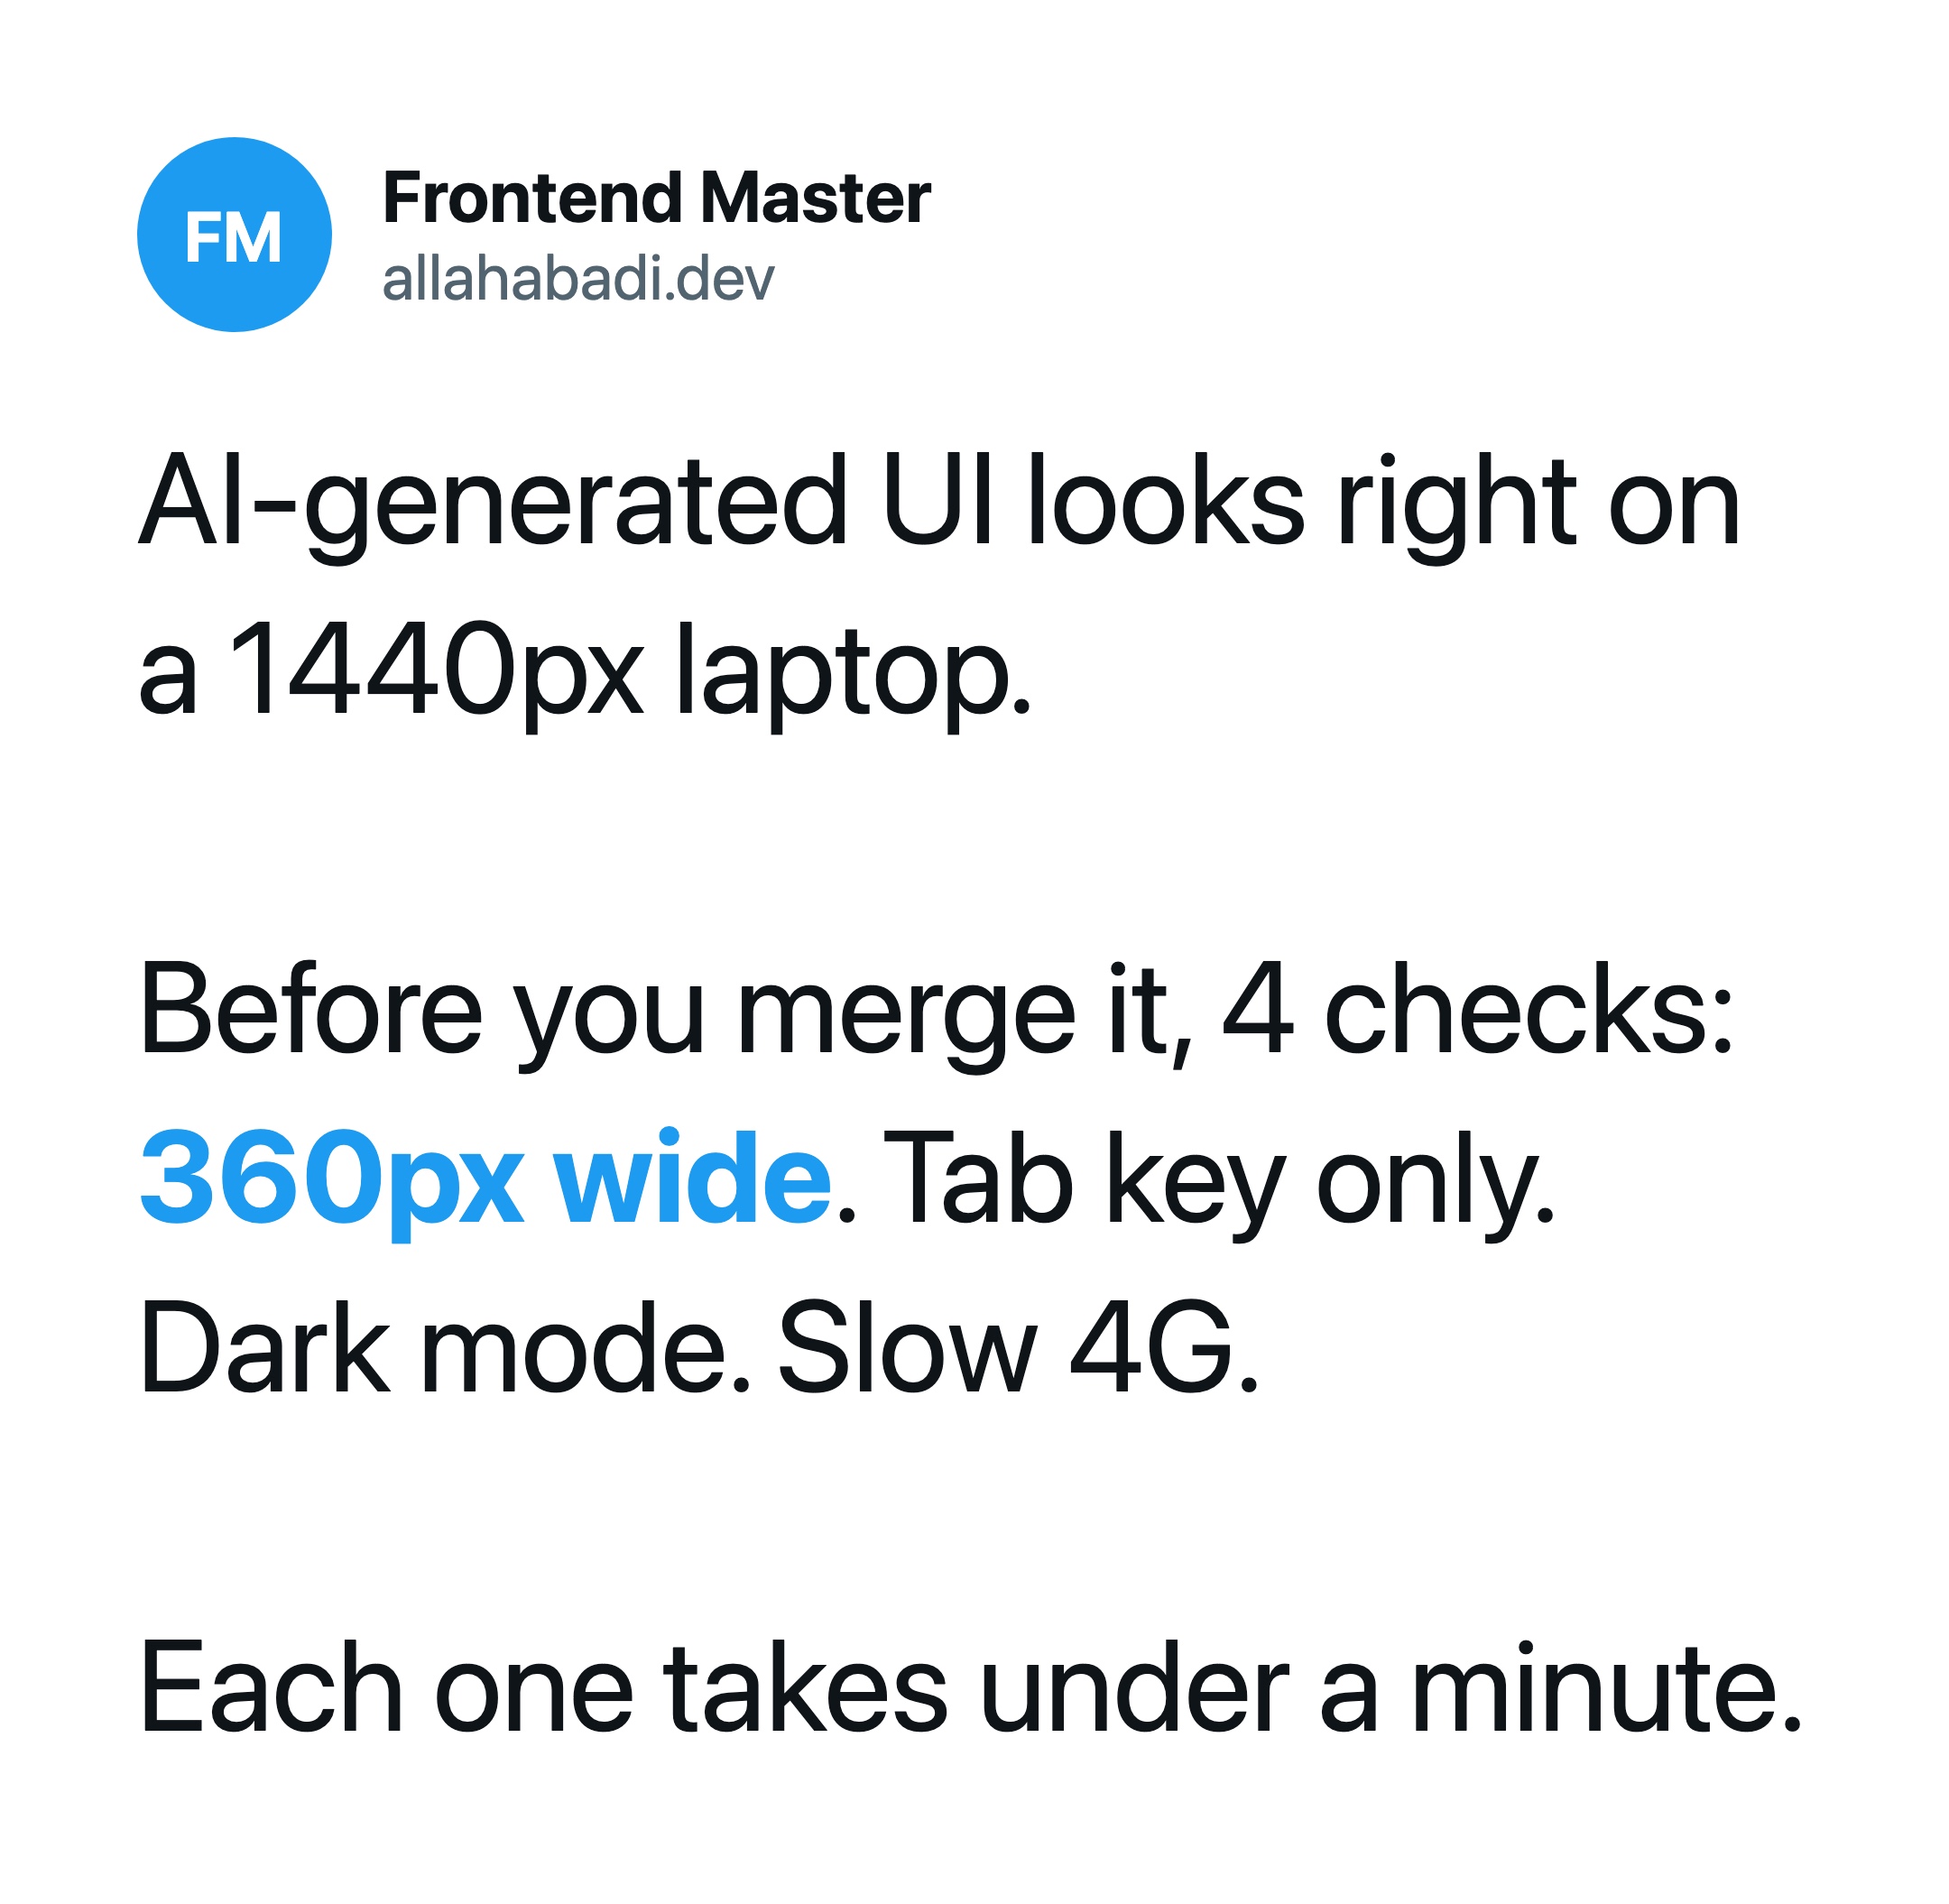 FM
Frontend Master
allahabadi.dev
AI-generated UI looks right on
a 1440px laptop.
Before you merge it, 4 checks:
360px wide. Tab key only.
Dark mode. Slow 4G.
Each one takes under a minute.